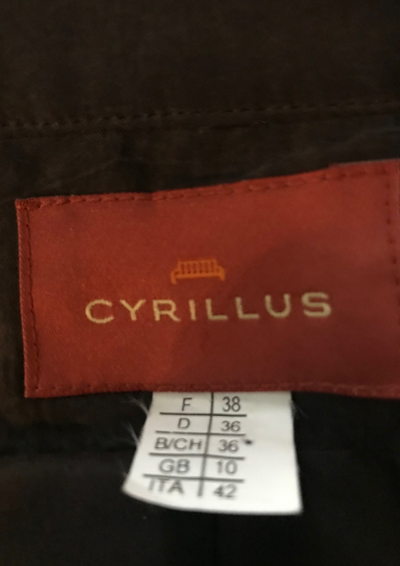 CYRILLUS
F 38
D 36
B/CH 36
GB 10
ITA 42